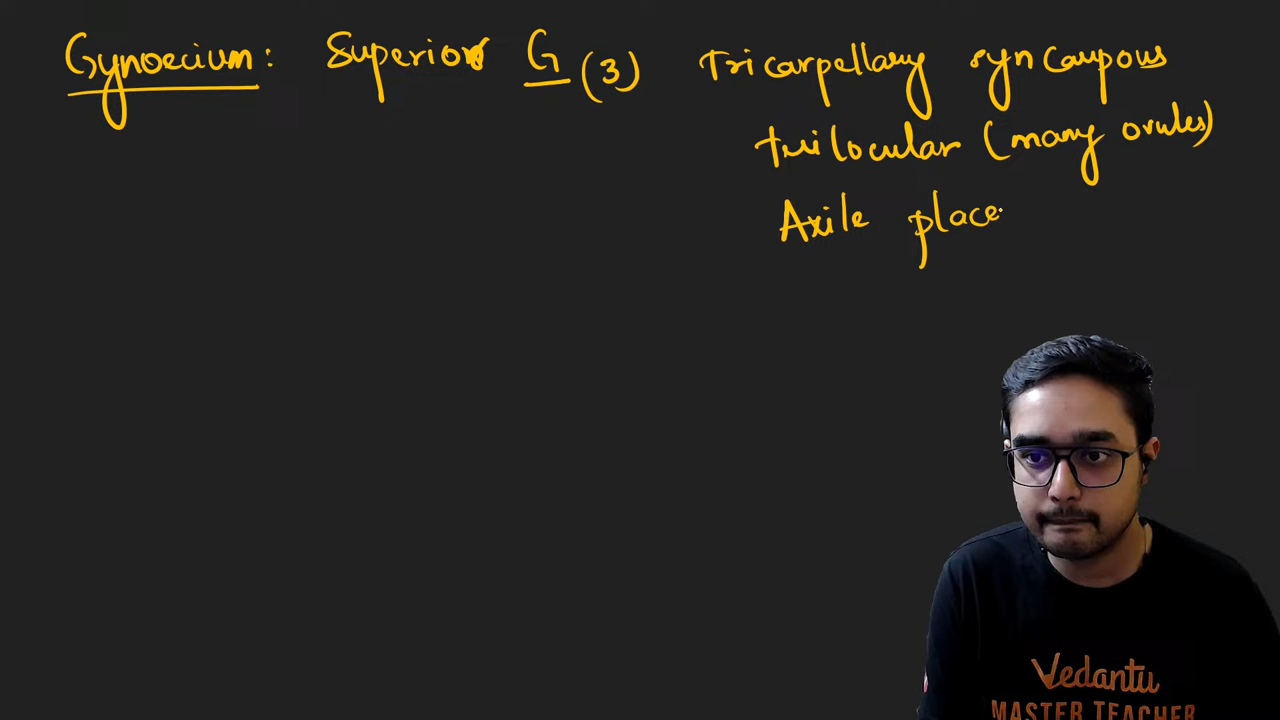 Gynoecium: Superior G (3) Tricarpellary syncarpous
trilocular (many ovules)
Axile place
Vedantu
MASTER TEACHER